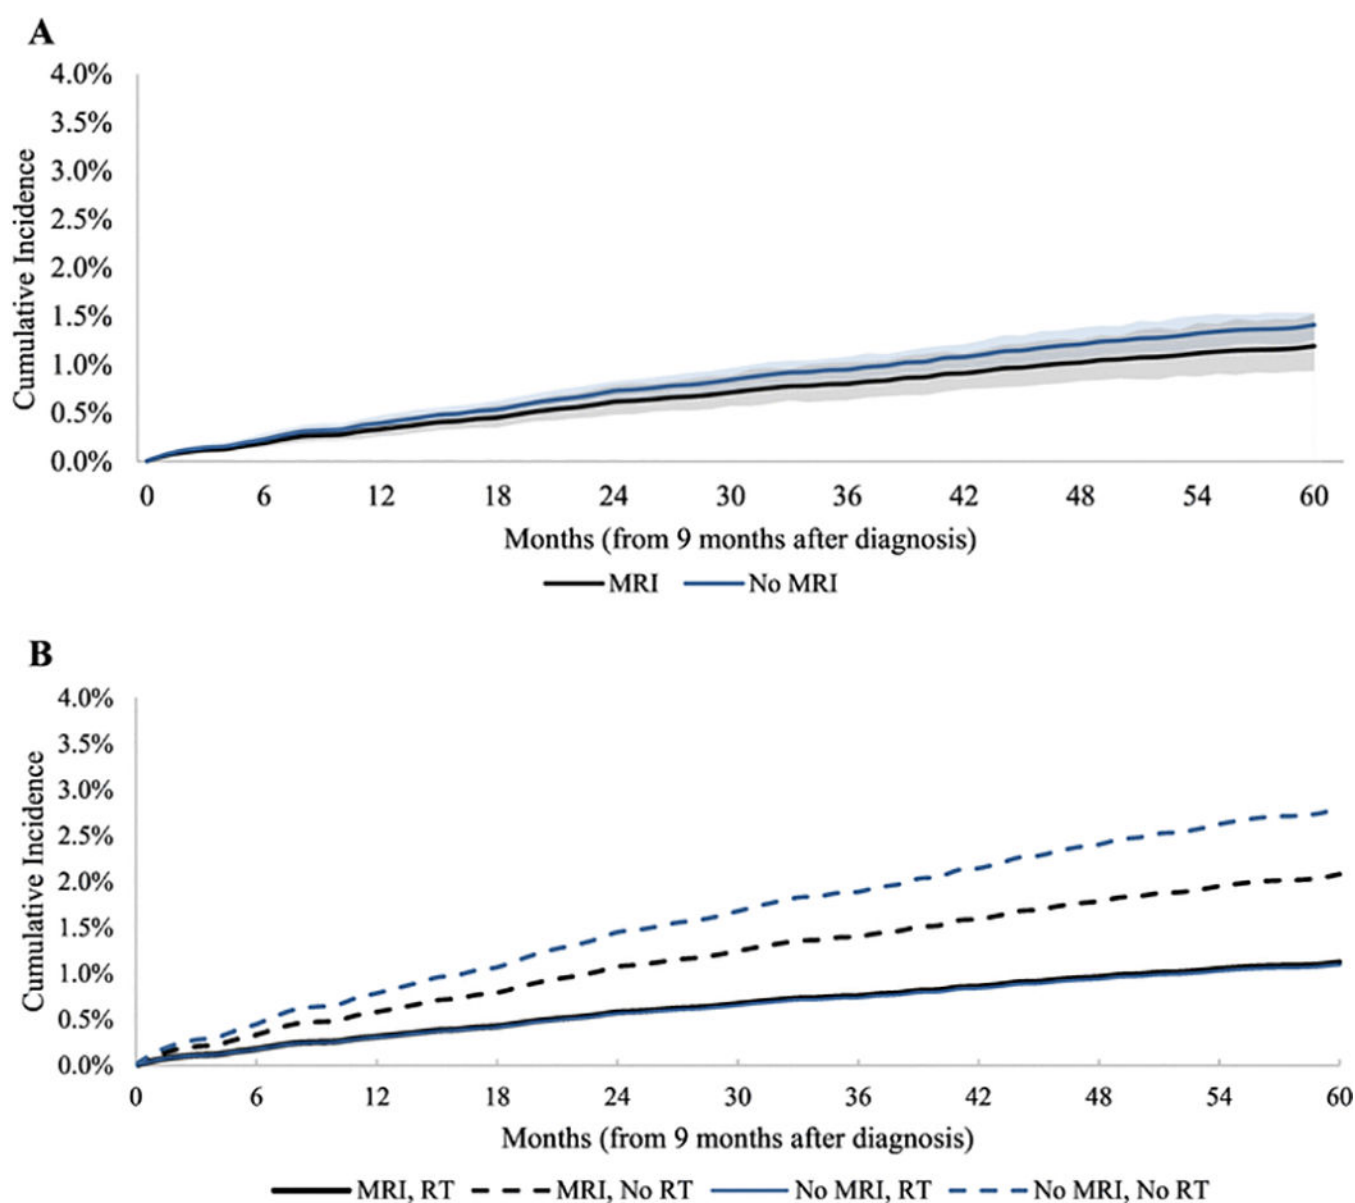 A
4.0%
3.5%
3.0%
2.5%
2.0%
1.5%
1.0%
0.5%
0.0%
Cumulative Incidence
0 6 12 18 24 30 36 42 48 54 60
Months (from 9 months after diagnosis)
MRI No MRI
B
4.0%
3.5%
3.0%
2.5%
2.0%
1.5%
1.0%
0.5%
0.0%
Cumulative Incidence
0 6 12 18 24 30 36 42 48 54 60
Months (from 9 months after diagnosis)
MRI, RT MRI, No RT No MRI, RT No MRI, No RT